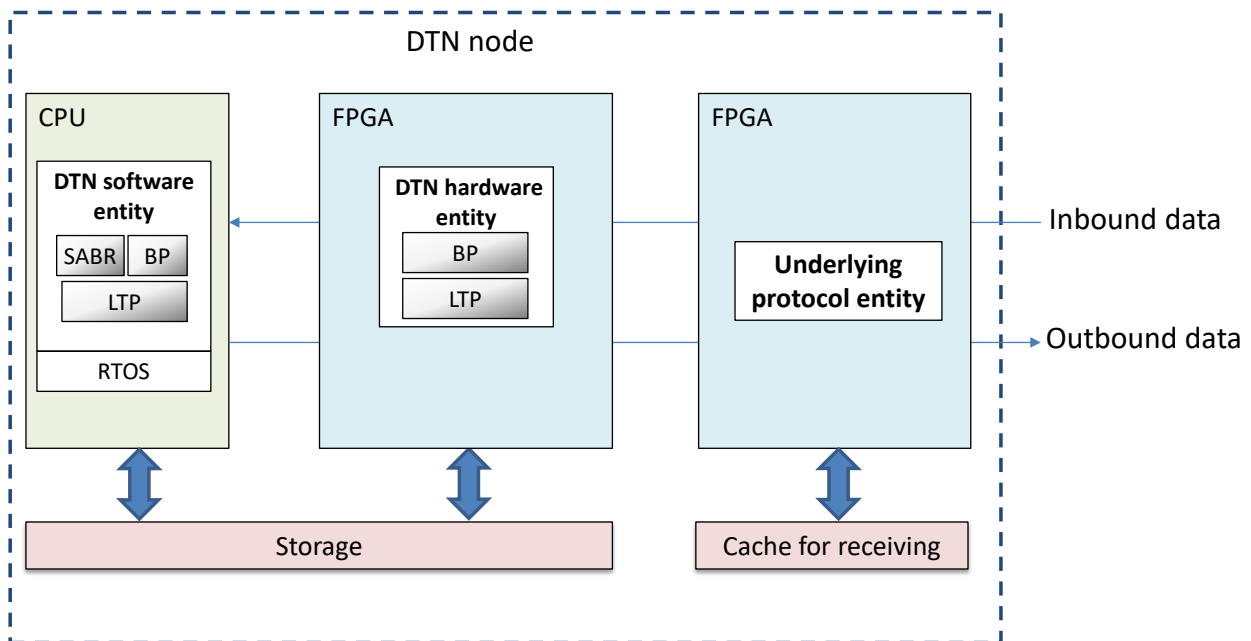 DTN node
CPU
DTN software
entity
SABR
BP
LTP
RTOS
FPGA
DTN hardware
entity
BP
LTP
FPGA
Underlying
protocol entity
Inbound data
Outbound data
Storage
Cache for receiving